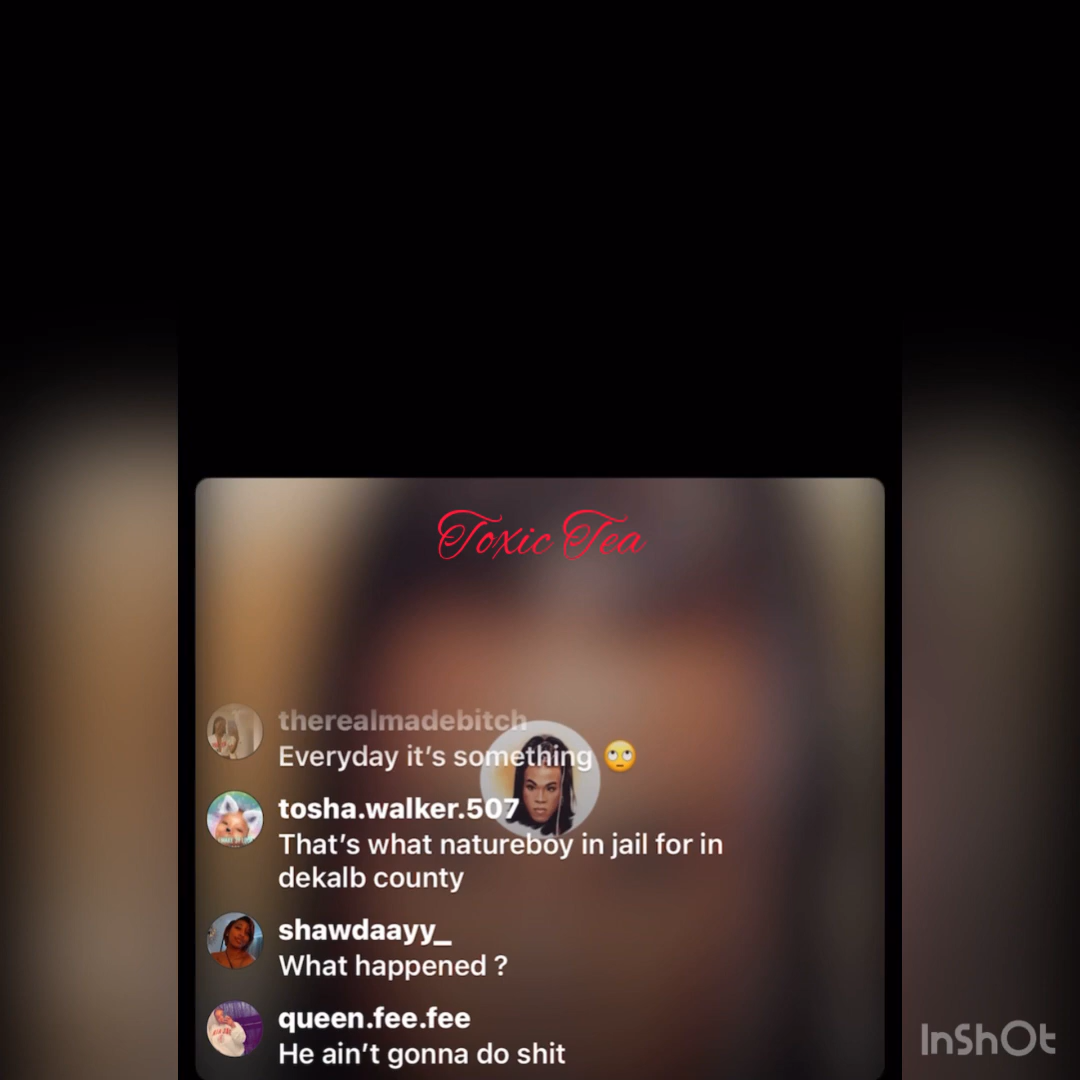 Toxic Tea
therealmadebitch
Everyday it’s something 🙄
tosha.walker.507
That’s what natureboy in jail for in
dekalb county
shawdaayy_
What happened ?
queen.fee.fee
He ain’t gonna do shit
InShOt